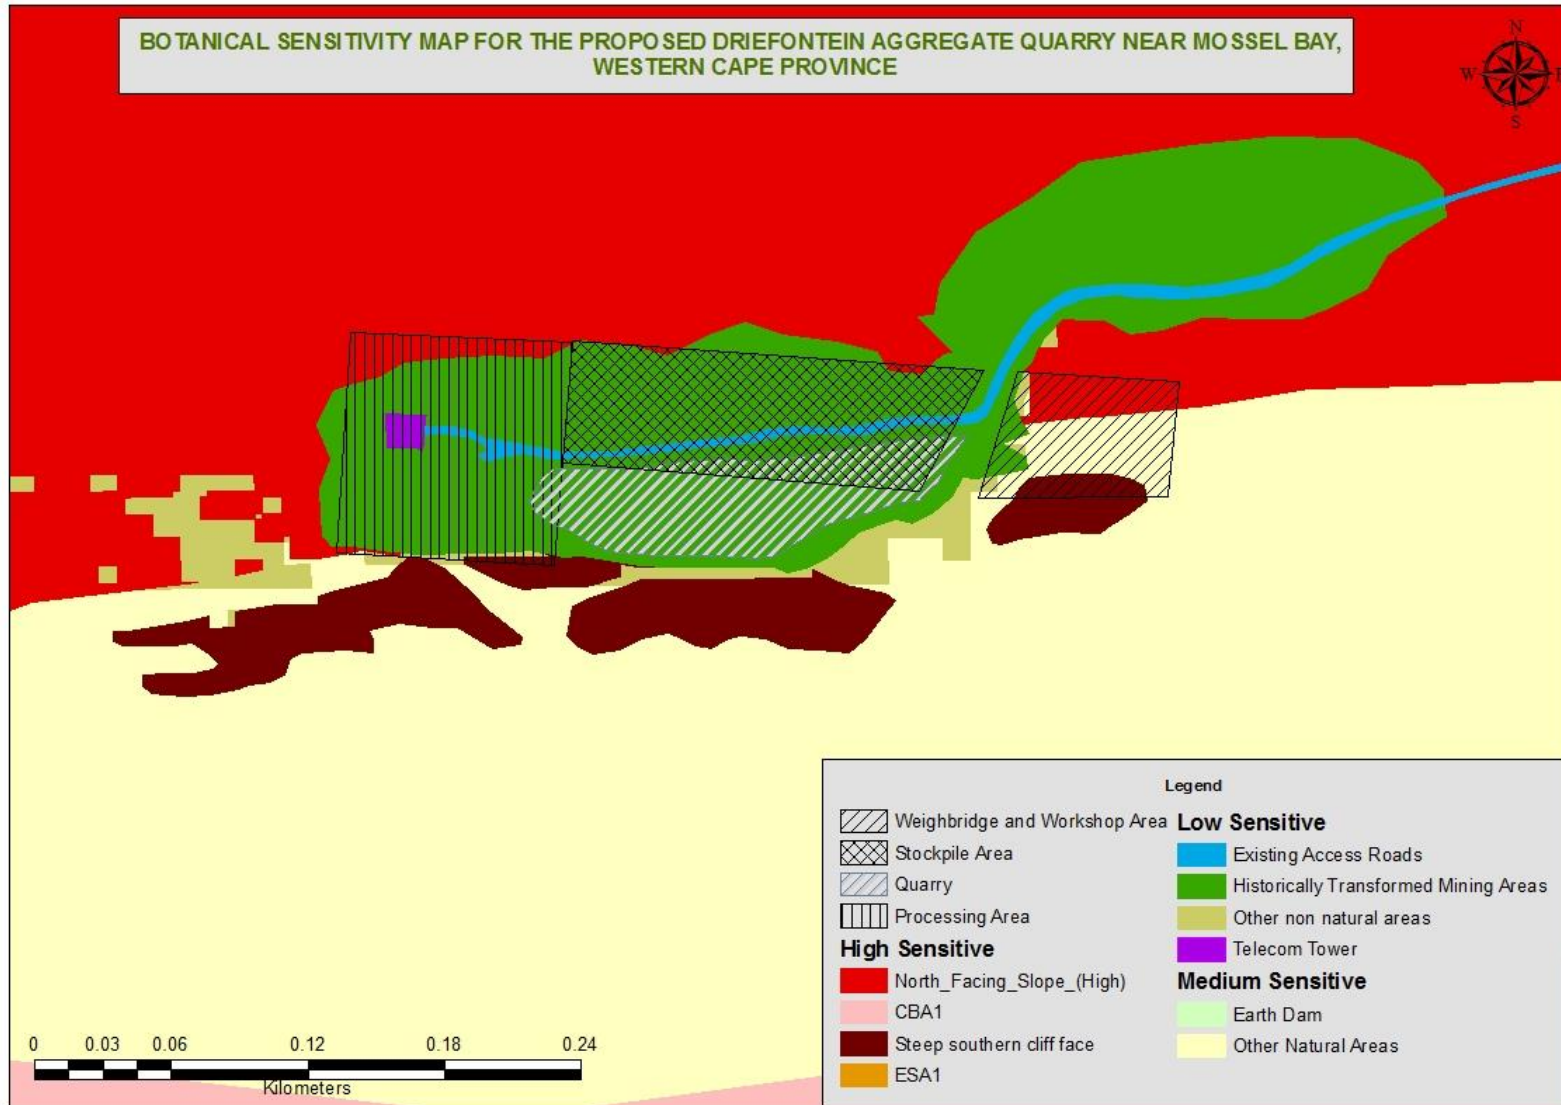 BOTANICAL SENSITIVITY MAP FOR THE PROPOSED DRIEFONTEIN AGGREGATE QUARRY NEAR MOSSEL BAY,
WESTERN CAPE PROVINCE
N
W
S
Legend
Weighbridge and Workshop Area
Stockpile Area
Quarry
Processing Area
High Sensitive
North_Facing_Slope_(High)
CBA1
Steep southern cliff face
ESA1
Low Sensitive
Existing Access Roads
Historically Transformed Mining Areas
Other non natural areas
Telecom Tower
Medium Sensitive
Earth Dam
Other Natural Areas
0 0.03 0.06 0.12 0.18 0.24
Kilometers